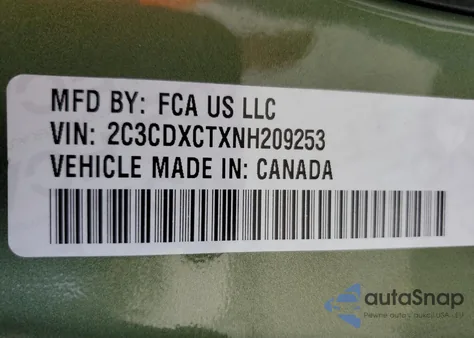 MFD BY: FCA US LLC
VIN: 2C3CDXCTXNH209253
VEHICLE MADE IN: CANADA
autaSnap